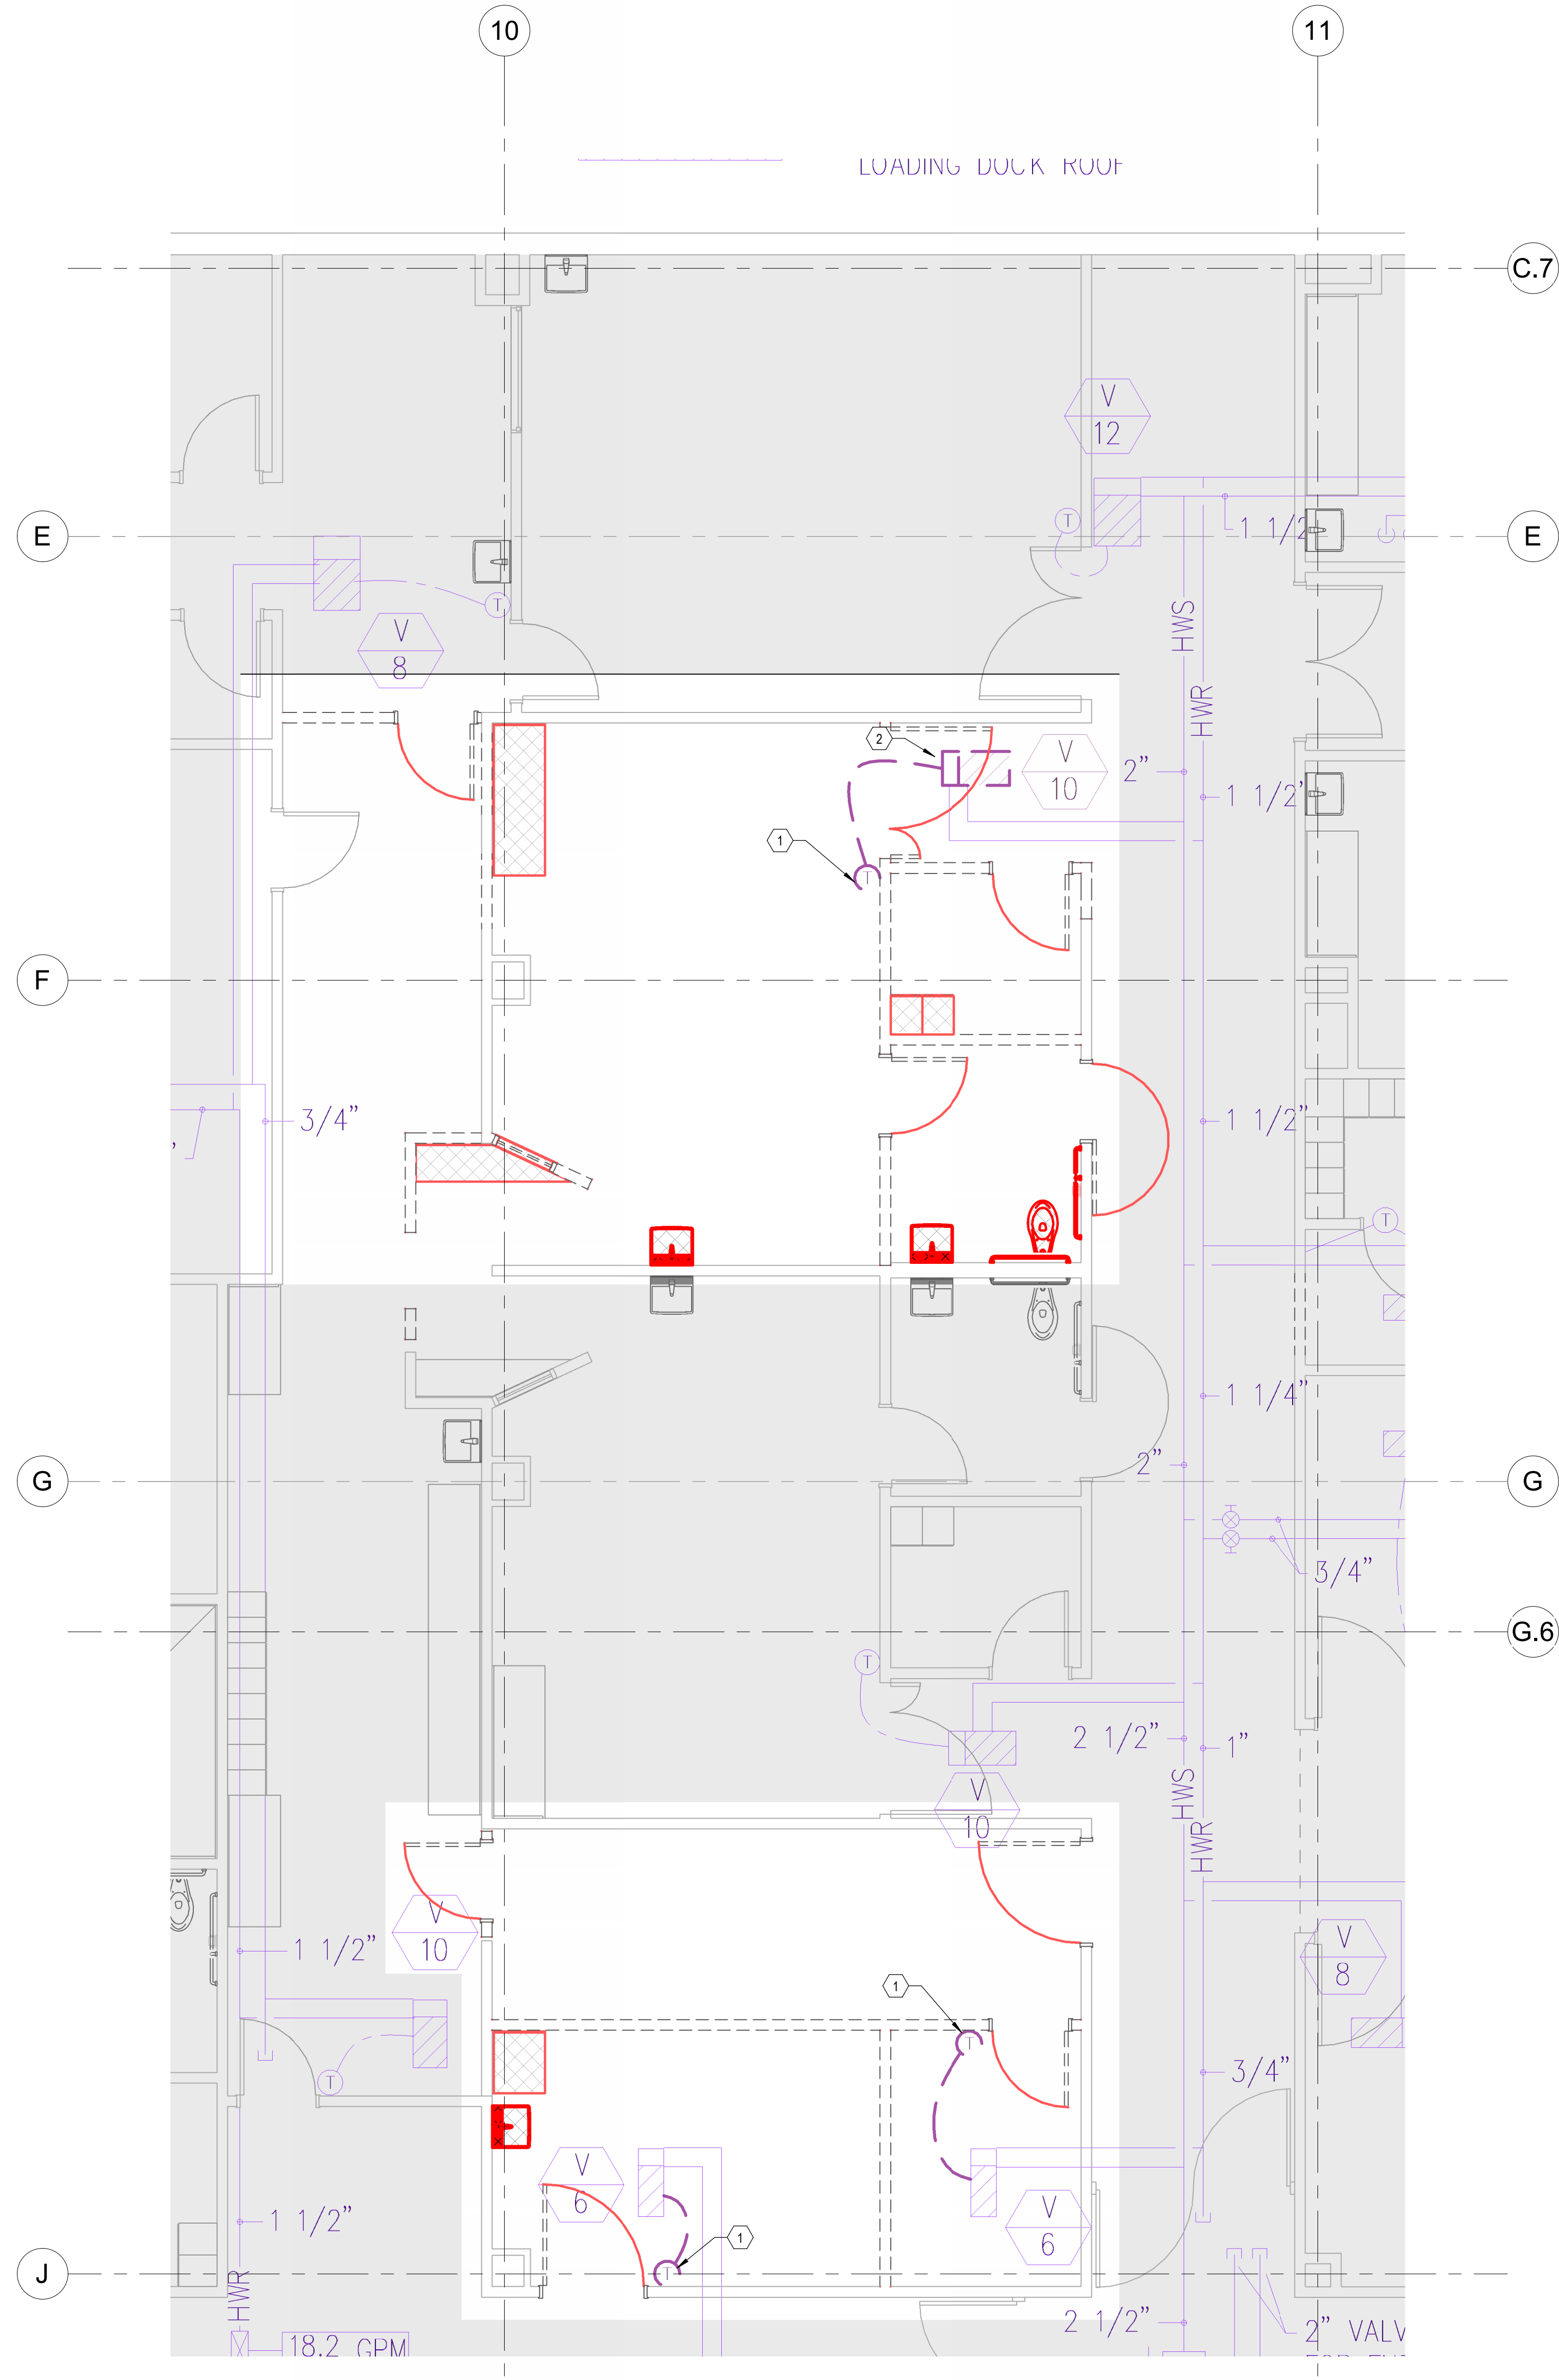 10
11
LOADING DOCK ROOF
C.7
V
12
E
T
1 1/2
E
T
HWS
V
8
HWR
2
V
10
2"
1 1/2"
1
T
F
3/4"
1 1/2"
T
1 1/4"
2"
G
G
3/4"
G.6
T
2 1/2"
1"
HWS
V
10
HWR
V
10
V
8
1 1/2"
1
T
3/4"
T
V
6
V
6
1 1/2"
1
J
T
HWR
2 1/2"
2" VALV
18.2 GPM